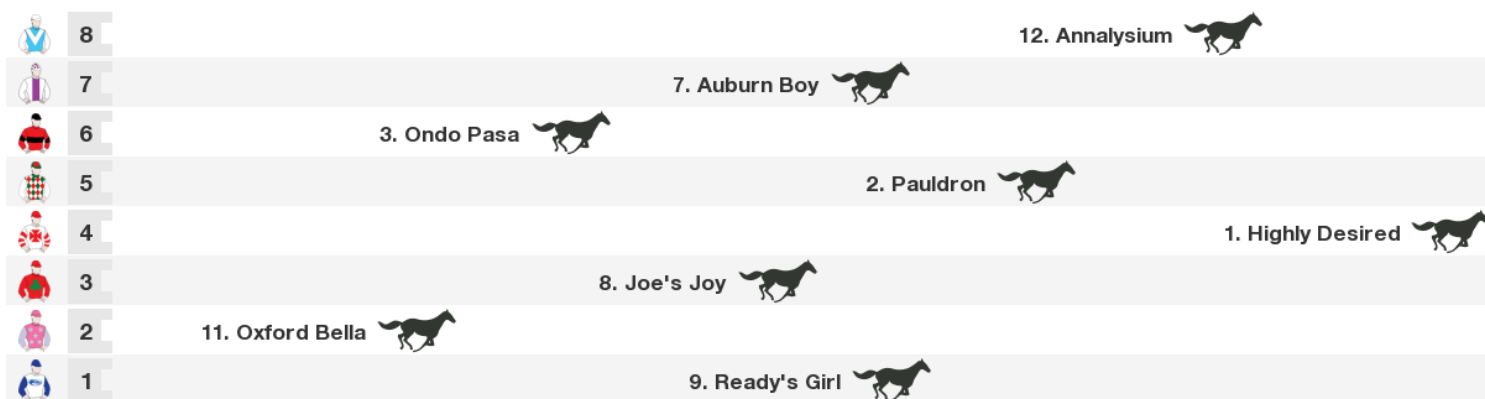 8 12. Annalysium
7 7. Auburn Boy
6 3. Ondo Pasa
5 2. Pauldron
4 1. Highly Desired
3 8. Joe's Joy
2 11. Oxford Bella
1 9. Ready's Girl